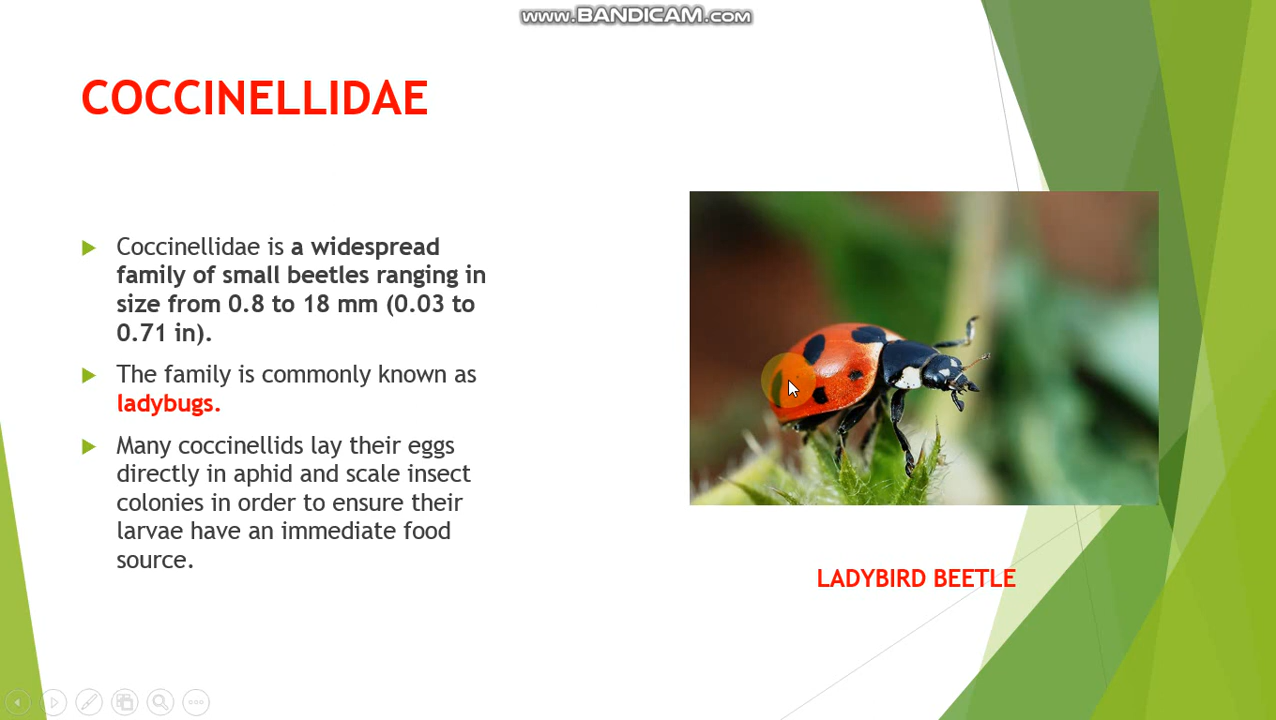 www.BANDICAM.com
COCCINELLIDAE
Coccinellidae is a widespread
family of small beetles ranging in
size from 0.8 to 18 mm (0.03 to
0.71 in).
The family is commonly known as
ladybugs.
Many coccinellids lay their eggs
directly in aphid and scale insect
colonies in order to ensure their
larvae have an immediate food
source.
LADYBIRD BEETLE